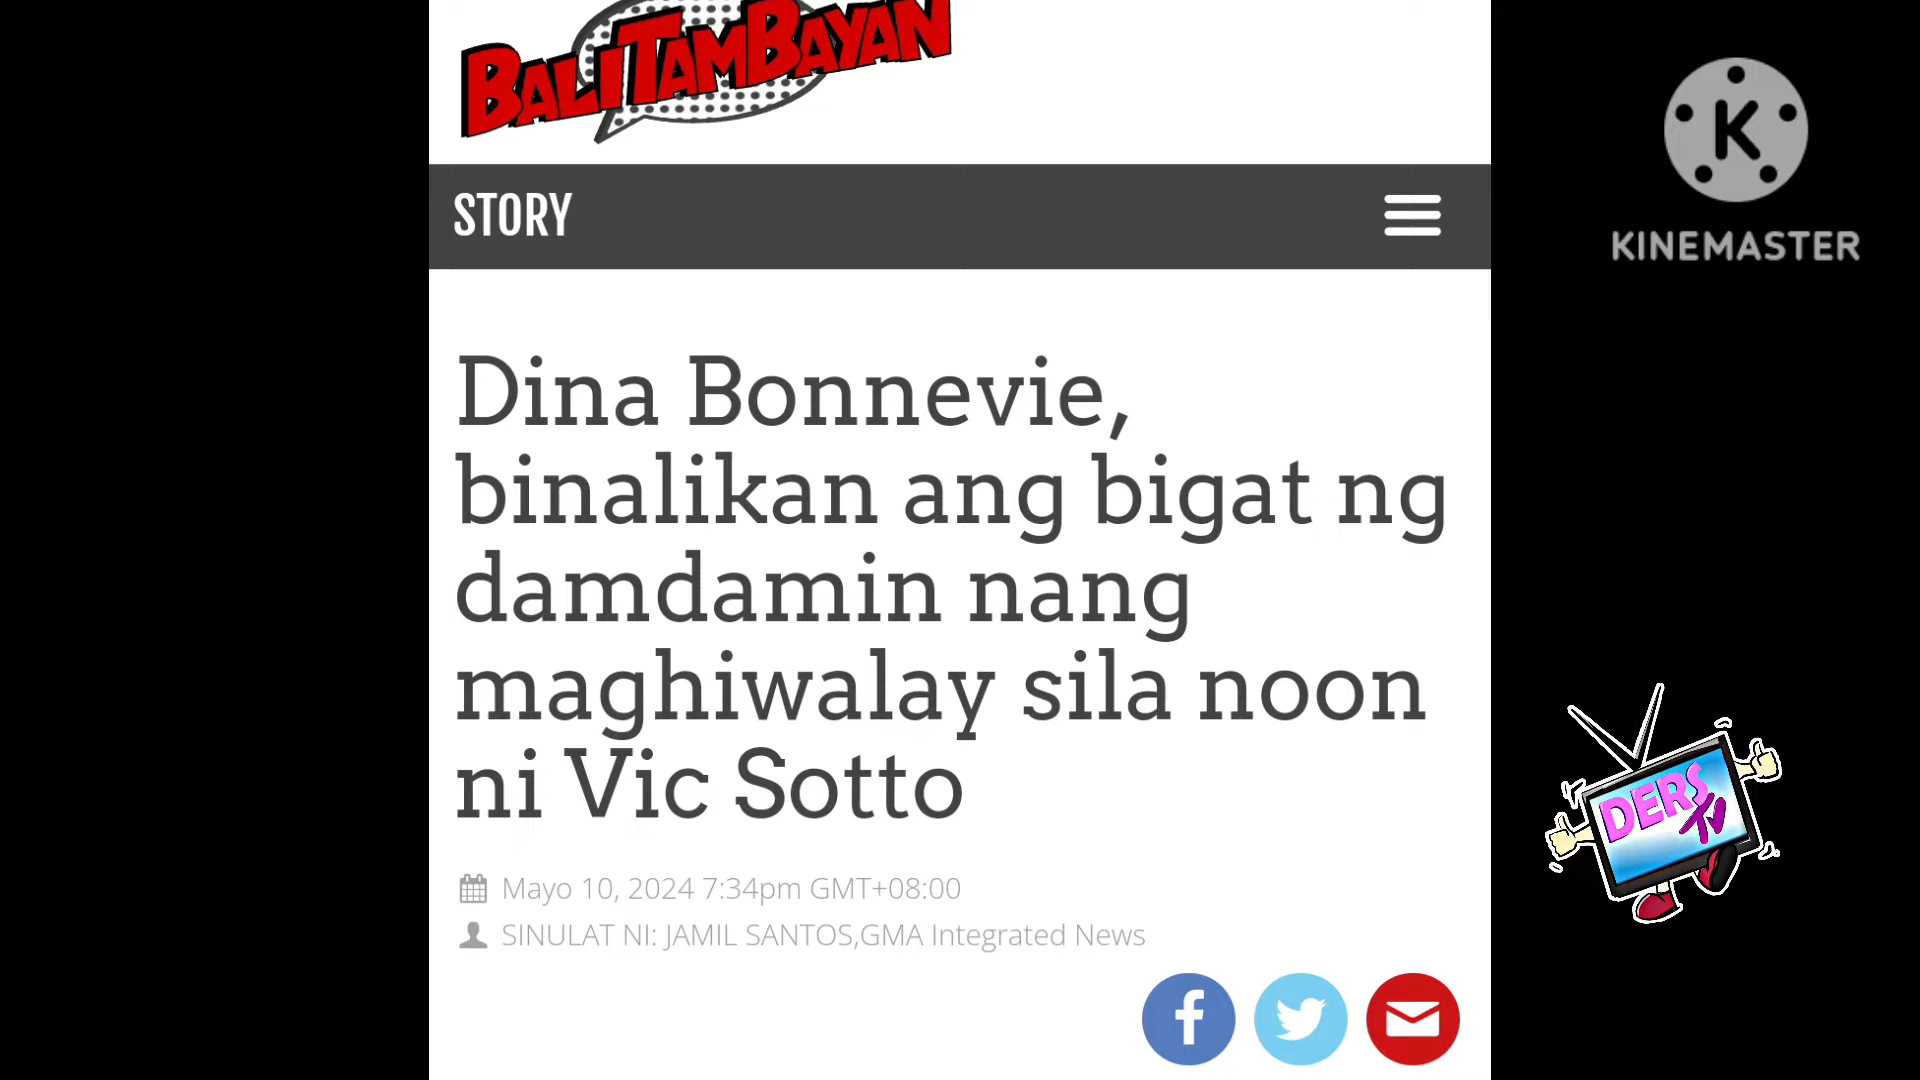 BALITAMBAYAN
STORY
KINEMASTER
Dina Bonnevie,
binalikan ang bigat ng
damdamin nang
maghiwalay sila noon
ni Vic Sotto
Mayo 10, 2024 7:34pm GMT+08:00
SINULAT NI: JAMIL SANTOS,GMA Integrated News
DERS
TV